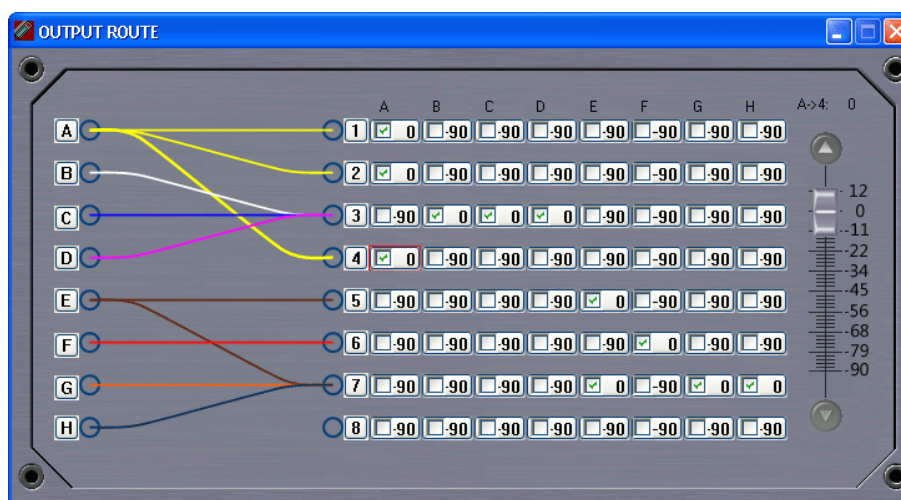 OUTPUT ROUTE
A B C D E F G H A->4: 0
A 1 0 -90 -90 -90 -90 -90 -90 -90
B 2 0 -90 -90 -90 -90 -90 -90 -90
C 3 -90 0 0 0 -90 -90 -90 -90
D 4 0 -90 -90 -90 -90 -90 -90 -90
E 5 -90 -90 -90 -90 0 -90 -90 -90
F 6 -90 -90 -90 -90 -90 0 -90 -90
G 7 -90 -90 -90 -90 0 -90 0 0
H 8 -90 -90 -90 -90 -90 -90 -90 -90
12
0
-11
-22
-34
-45
-56
-68
-79
-90